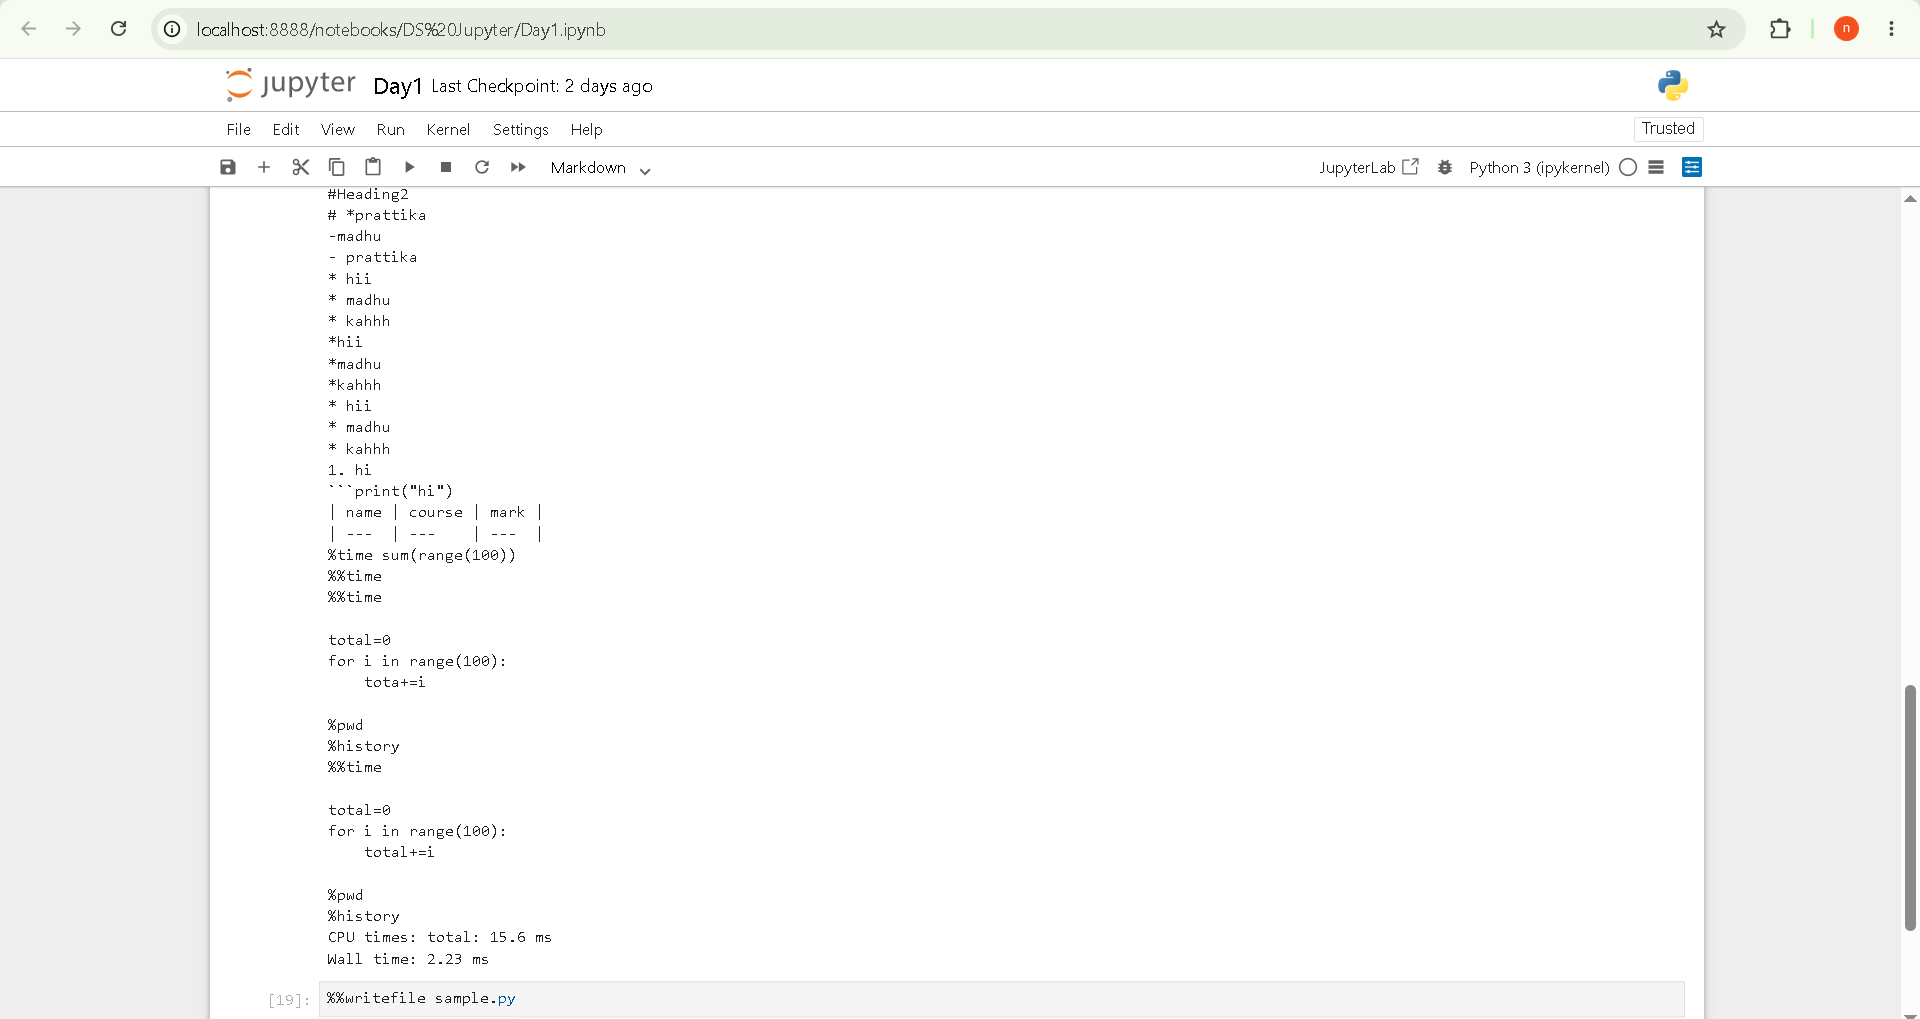 localhost:8888/notebooks/DS%20Jupyter/Day1.ipynb
n
jupyter Day1 Last Checkpoint: 2 days ago
File Edit View Run Kernel Settings Help
Trusted
Markdown
JupyterLab
Python 3 (ipykernel)
#Heading2
# *prattika
-madhu
- prattika
* hii
* madhu
* kahhh
*hii
*madhu
*kahhh
* hii
* madhu
* kahhh
1. hi
```print("hi")
| name | course | mark |
| ---  | ---    | ---  |
%time sum(range(100))
%%time
%%time
total=0
for i in range(100):
    tota+=i
%pwd
%history
%%time
total=0
for i in range(100):
    total+=i
%pwd
%history
CPU times: total: 15.6 ms
Wall time: 2.23 ms
[19]: %%writefile sample.py